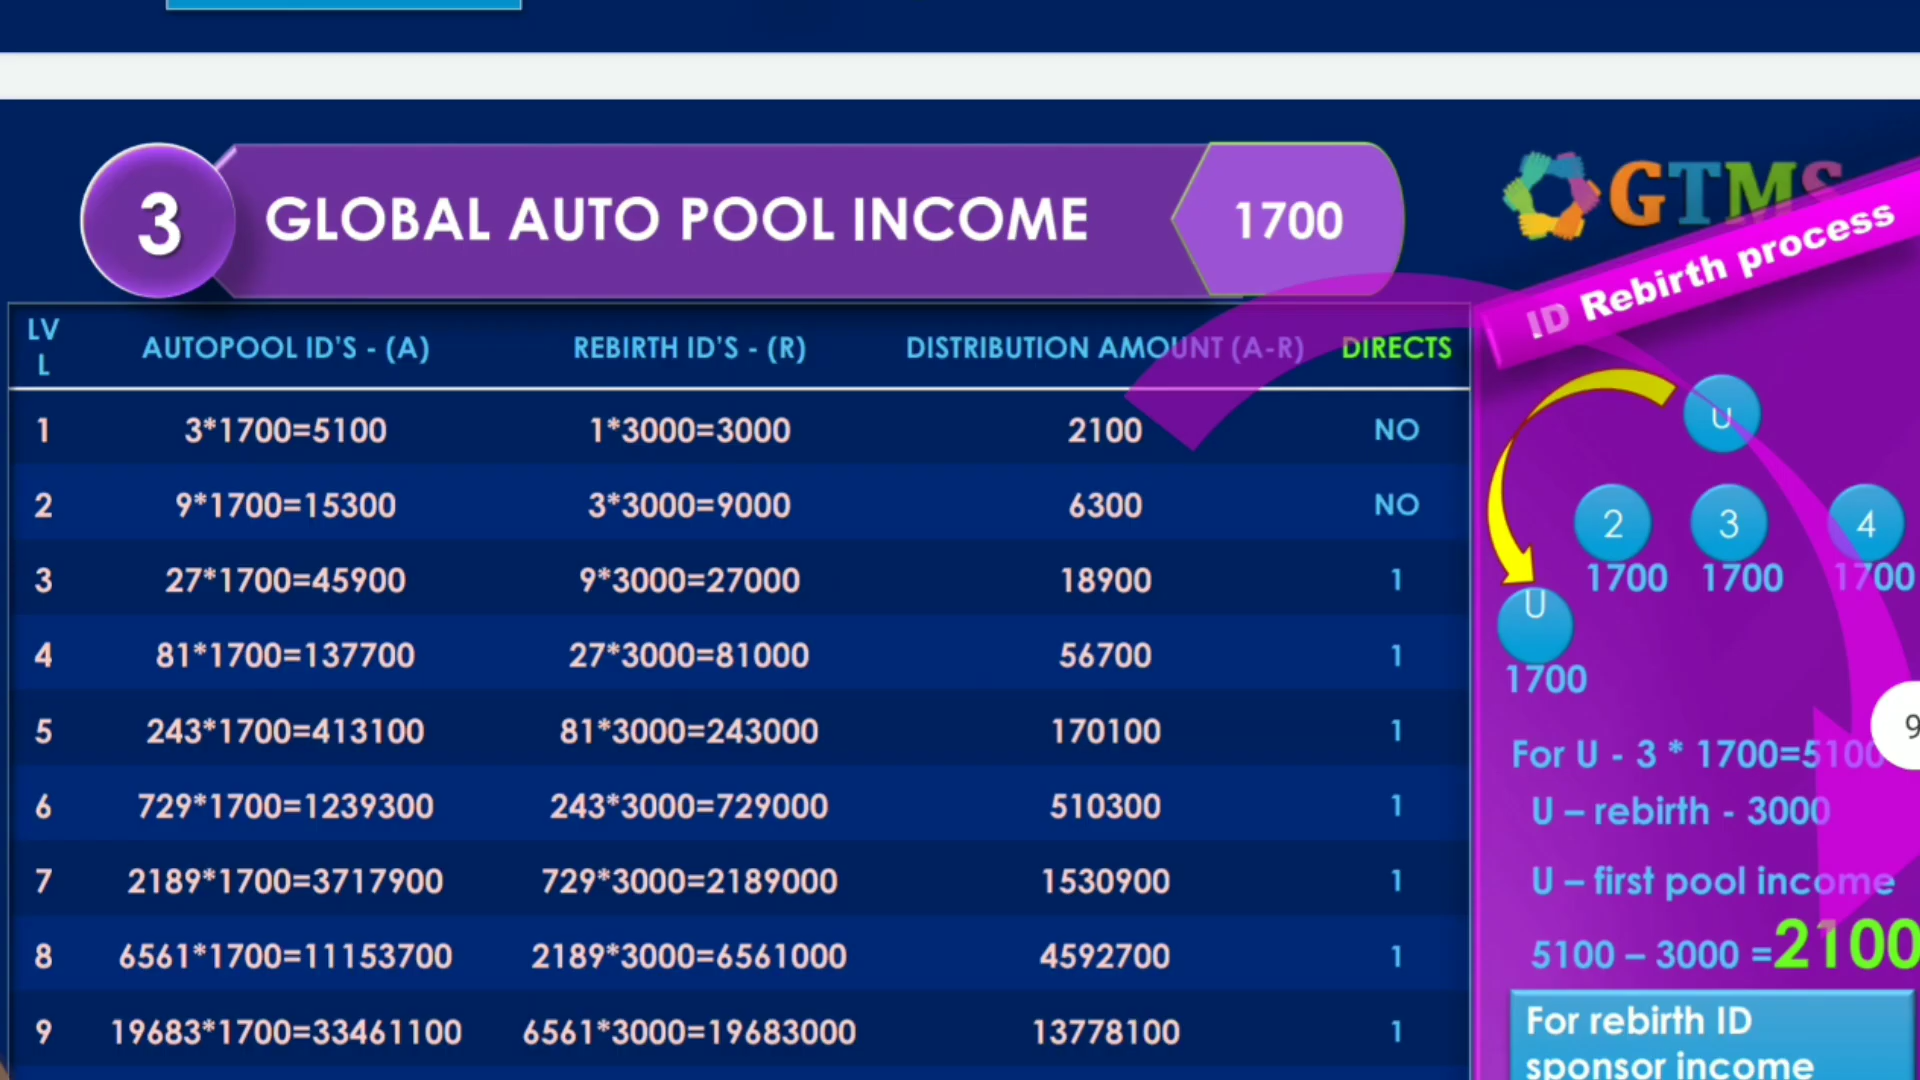 3 GLOBAL AUTO POOL INCOME 1700
GTMS
ID Rebirth process
LV
L AUTOPOOL ID'S - (A) REBIRTH ID'S - (R) DISTRIBUTION AMOUNT (A-R) DIRECTS
1 3*1700=5100 1*3000=3000 2100 NO
2 9*1700=15300 3*3000=9000 6300 NO
3 27*1700=45900 9*3000=27000 18900 1
4 81*1700=137700 27*3000=81000 56700 1
5 243*1700=413100 81*3000=243000 170100 1
6 729*1700=1239300 243*3000=729000 510300 1
7 2189*1700=3717900 729*3000=2189000 1530900 1
8 6561*1700=11153700 2189*3000=6561000 4592700 1
9 19683*1700=33461100 6561*3000=19683000 13778100 1
U
2 3 4
1700 1700 1700
U
1700
For U - 3 * 1700=5100
9
U – rebirth - 3000
U – first pool income
5100 – 3000 =2100
For rebirth ID
sponsor income